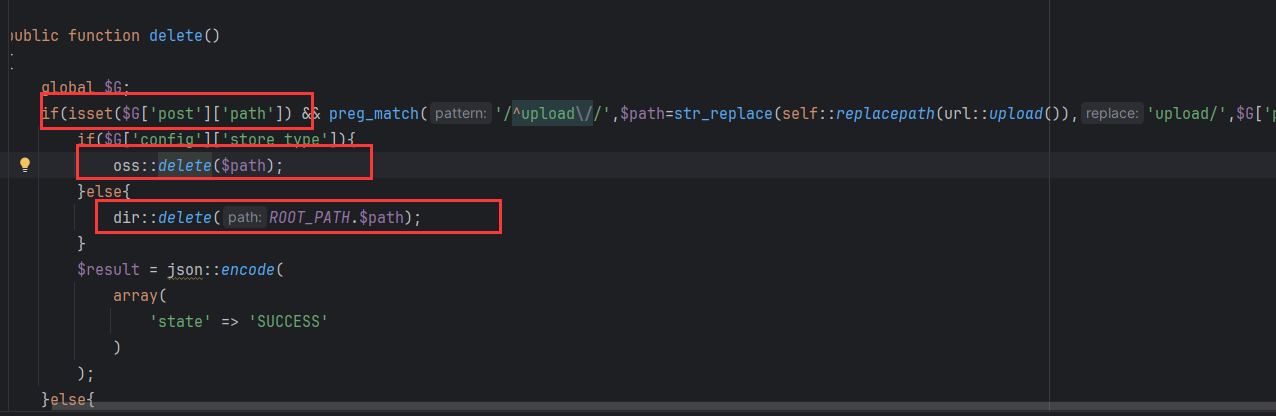 public function delete()
{
global $G;
if(isset($G['post']['path']) && preg_match( pattern: '/^upload\//',$path=str_replace(self::replacepath(url::upload()), replace: 'upload/',$G['p
if($G['config']['store_type']){
oss::delete($path);
}else{
dir::delete( path: ROOT_PATH.$path);
}
$result = json::encode(
array(
'state' => 'SUCCESS'
)
);
}else{